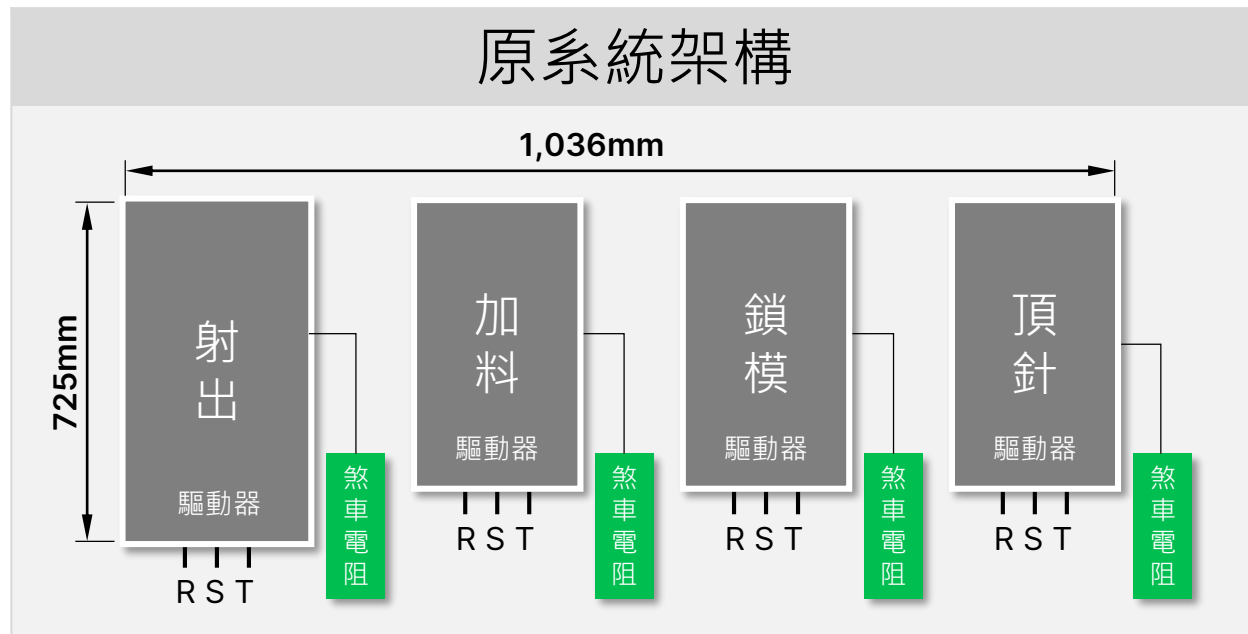 原系統架構
1,036mm
725mm
射出
驅動器
R S T
煞車電阻
加料
驅動器
R S T
煞車電阻
鎖模
驅動器
R S T
煞車電阻
頂針
驅動器
R S T
煞車電阻